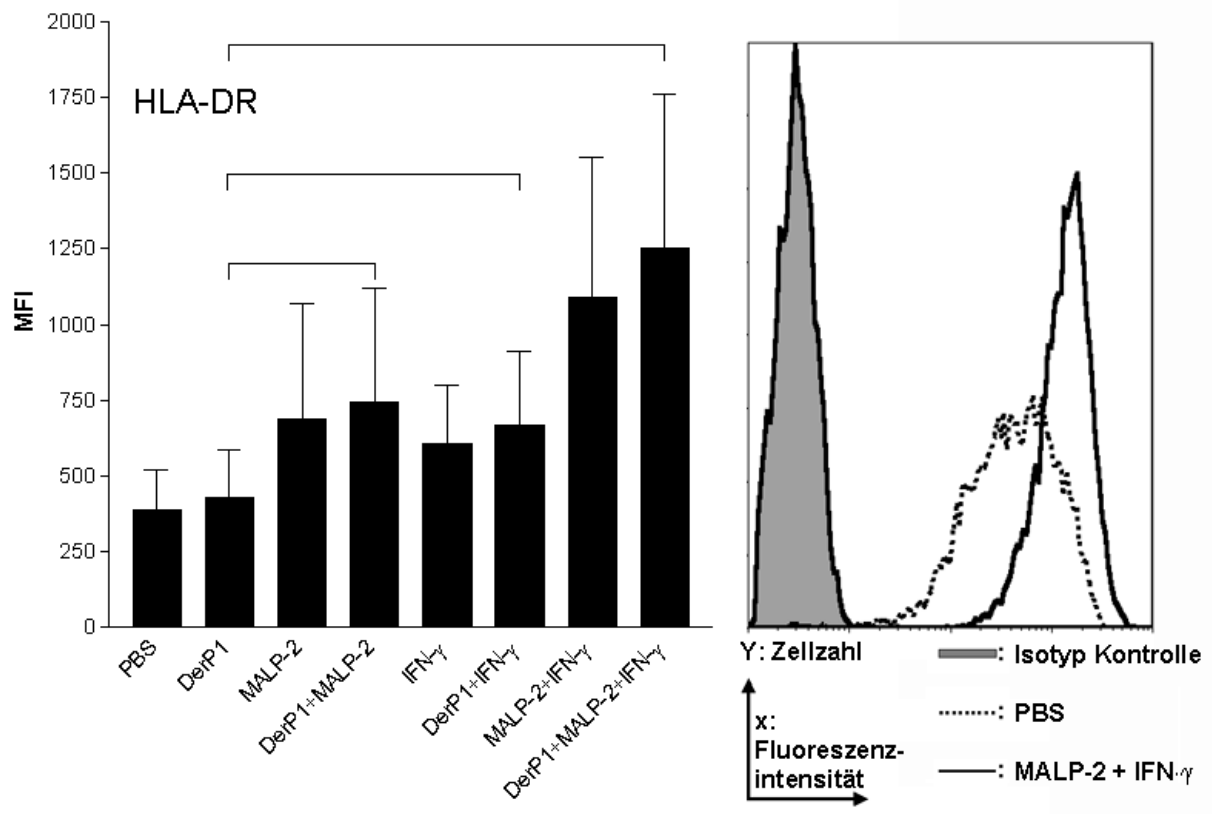 2000
1750
1500
1250
1000
750
500
250
0
MFI
HLA-DR
PBS
DerP1
MALP-2
DerP1+MALP-2
IFN-γ
DerP1+IFN-γ
MALP-2+IFN-γ
DerP1+MALP-2+IFN-γ
Y: Zellzahl
x:
Fluoreszenz-
intensität
: Isotyp Kontrolle
: PBS
: MALP-2 + IFN-γ